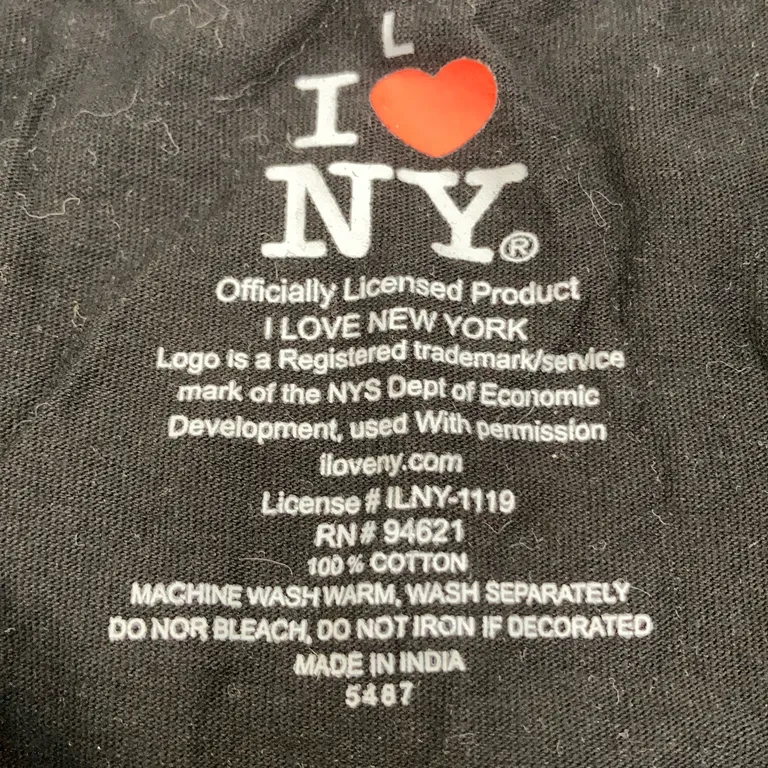 L
I ❤
NY®
Officially Licensed Product
I LOVE NEW YORK
Logo is a Registered trademark/service
mark of the NYS Dept of Economic
Development, used With permission
iloveny.com
License # ILNY-1119
RN# 94621
100 % COTTON
MACHINE WASH WARM, WASH SEPARATELY
DO NOR BLEACH, DO NOT IRON IF DECORATED
MADE IN INDIA
5487